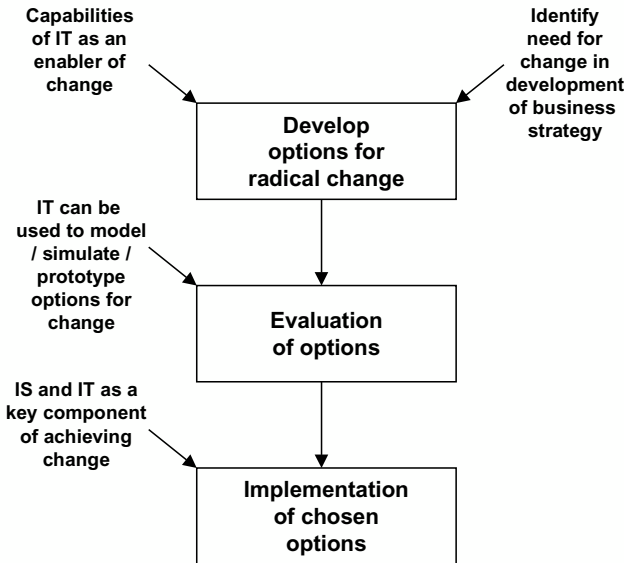 Capabilities
of IT as an
enabler of
change
Identify
need for
change in
development
of business
strategy
Develop
options for
radical change
IT can be
used to model
/ simulate /
prototype
options for
change
Evaluation
of options
IS and IT as a
key component
of achieving
change
Implementation
of chosen
options